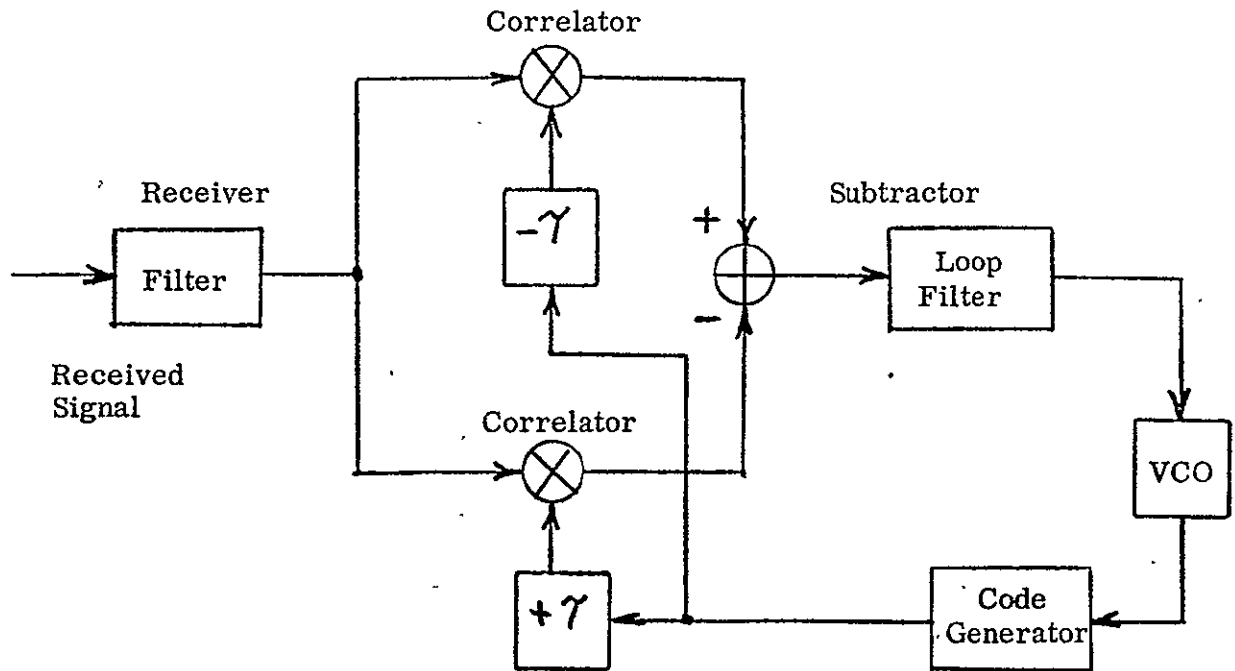 Correlator
Receiver
Filter
Received
Signal
-τ
+
-
Subtractor
Loop
Filter
Correlator
VCO
+τ
Code
Generator